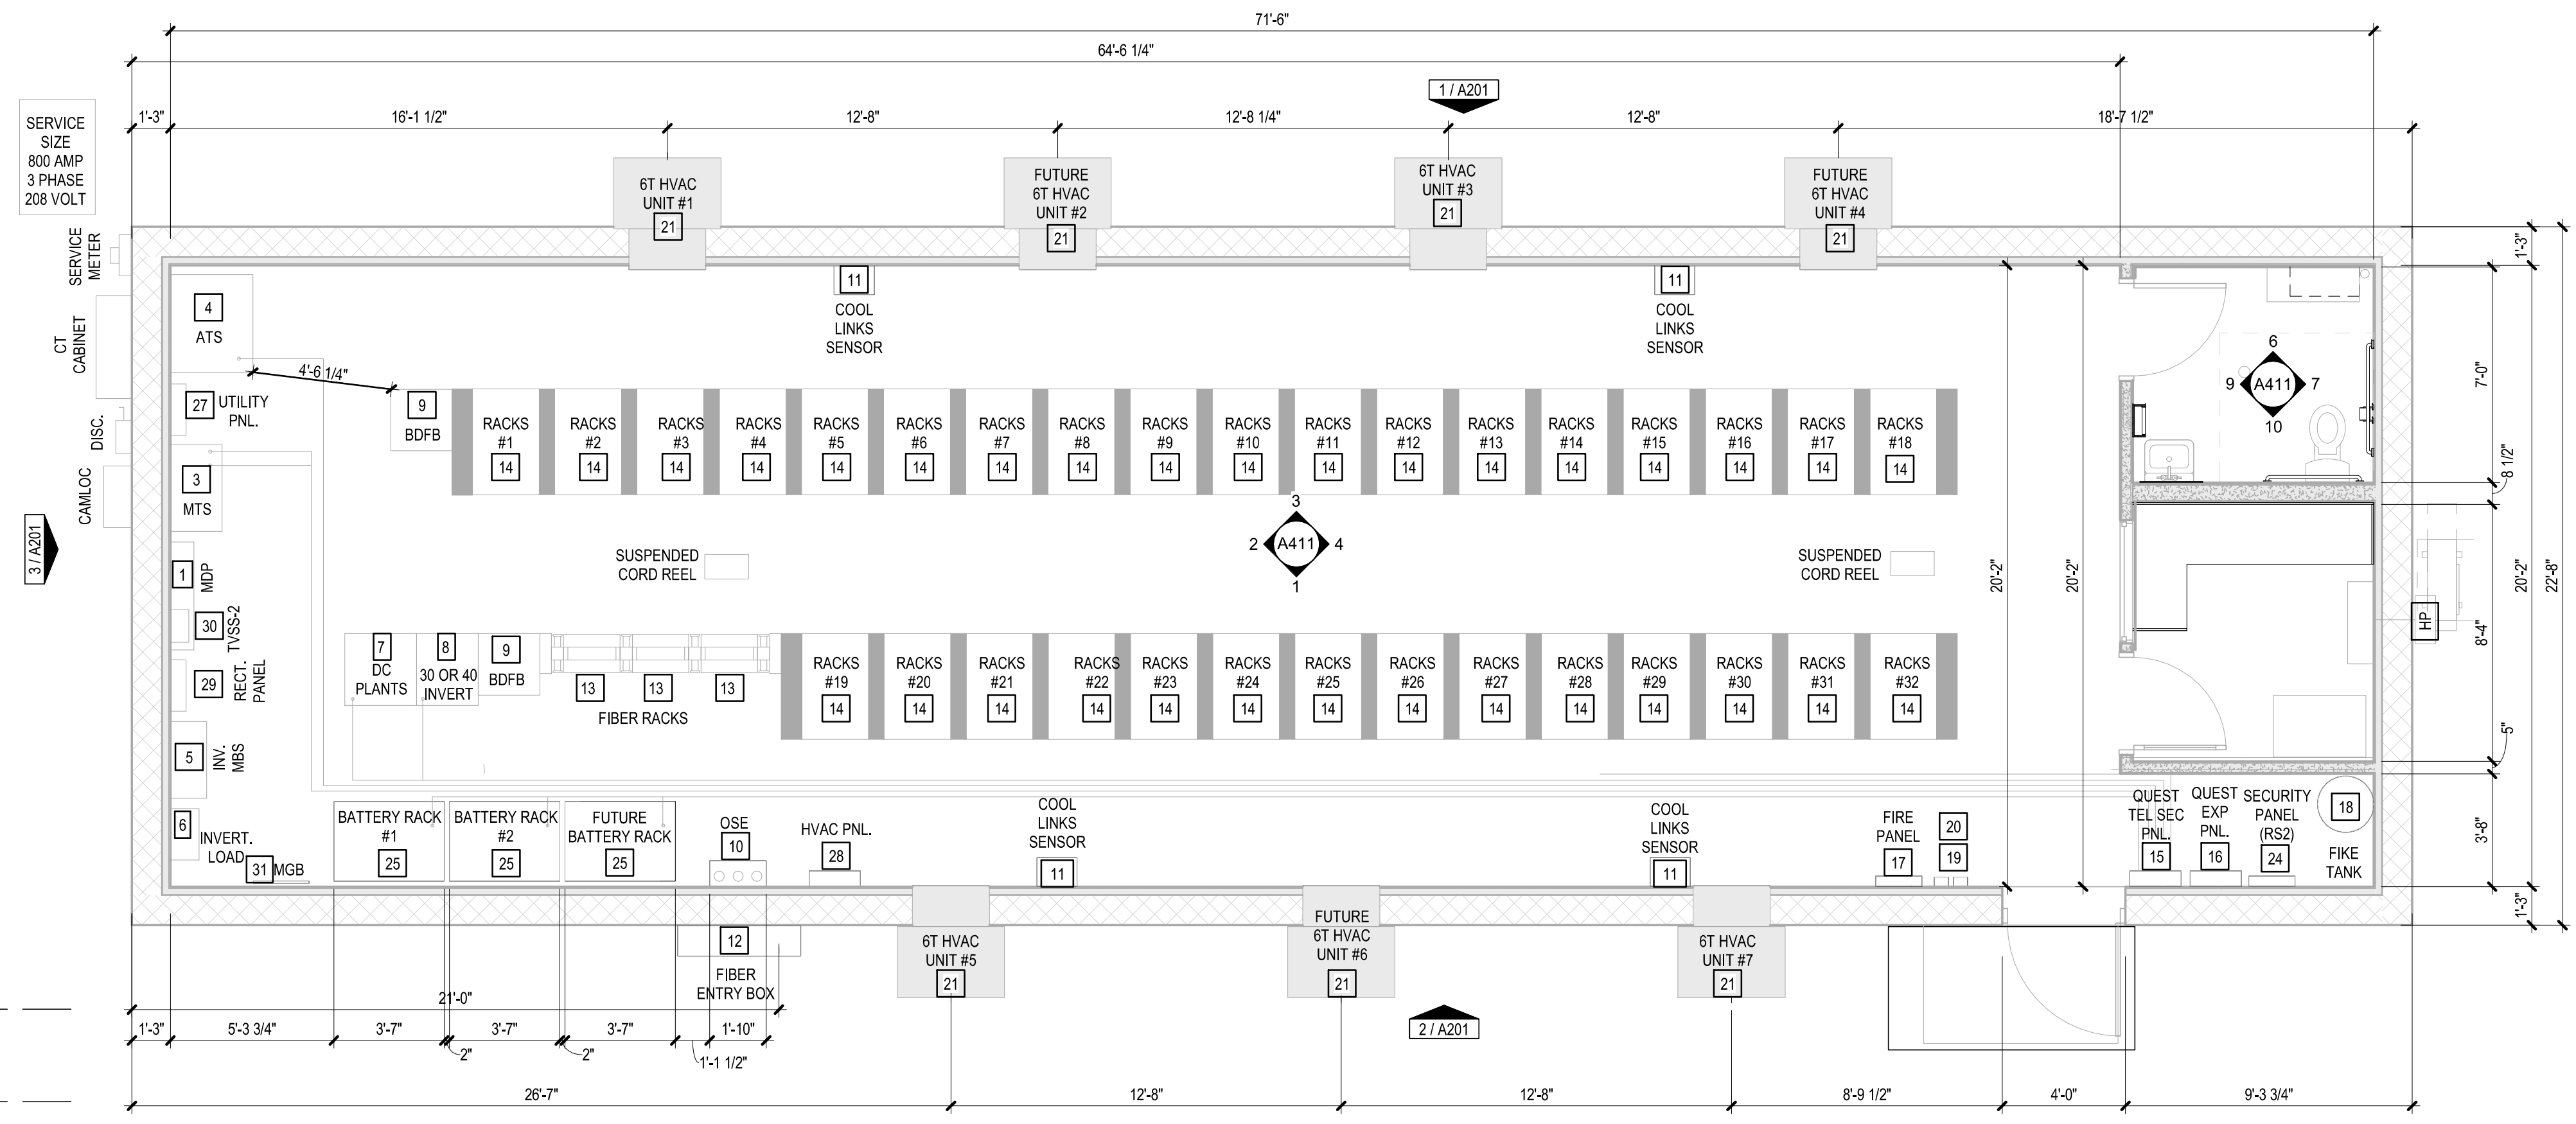 71'-6"
64'-6 1/4"
1 / A201
1'-3"
16'-1 1/2"
12'-8"
12'-8 1/4"
12'-8"
18'-7 1/2"
SERVICE
SIZE
800 AMP
3 PHASE
208 VOLT
6T HVAC
UNIT #1
21
FUTURE
6T HVAC
UNIT #2
21
6T HVAC
UNIT #3
21
FUTURE
6T HVAC
UNIT #4
21
SERVICE
METER
CT
CABINET
DISC.
CAMLOC
3 / A201
4
ATS
4'-6 1/4"
27
UTILITY
PNL.
3
MTS
1
MDP
30
TVSS-2
29
RECT.
PANEL
5
INV.
MBS
6
INVERT.
LOAD
31
MGB
11
COOL
LINKS
SENSOR
11
COOL
LINKS
SENSOR
9
BDFB
RACKS
#1
14
RACKS
#2
14
RACKS
#3
14
RACKS
#4
14
RACKS
#5
14
RACKS
#6
14
RACKS
#7
14
RACKS
#8
14
RACKS
#9
14
RACKS
#10
14
RACKS
#11
14
RACKS
#12
14
RACKS
#13
14
RACKS
#14
14
RACKS
#15
14
RACKS
#16
14
RACKS
#17
14
RACKS
#18
14
SUSPENDED
CORD REEL
3
2
A411
4
1
SUSPENDED
CORD REEL
20'-2"
20'-2"
6
9
A411
7
10
1'-3"
7'-0"
8 1/2"
20'-2"
22'-8"
HP
8'-4"
5"
3'-8"
1'-3"
7
DC
PLANTS
8
30 OR 40
INVERT
9
BDFB
13
13
13
FIBER RACKS
RACKS
#19
14
RACKS
#20
14
RACKS
#21
14
RACKS
#22
14
RACKS
#23
14
RACKS
#24
14
RACKS
#25
14
RACKS
#26
14
RACKS
#27
14
RACKS
#28
14
RACKS
#29
14
RACKS
#30
14
RACKS
#31
14
RACKS
#32
14
BATTERY RACK
#1
25
BATTERY RACK
#2
25
FUTURE
BATTERY RACK
25
OSE
10
HVAC PNL.
28
COOL
LINKS
SENSOR
11
COOL
LINKS
SENSOR
11
FIRE
PANEL
17
20
19
QUEST
TEL SEC
PNL.
15
QUEST
EXP
PNL.
16
SECURITY
PANEL
(RS2)
24
18
FIKE
TANK
12
FIBER
ENTRY BOX
6T HVAC
UNIT #5
21
FUTURE
6T HVAC
UNIT #6
21
6T HVAC
UNIT #7
21
2 / A201
21'-0"
1'-3"
5'-3 3/4"
3'-7"
2"
3'-7"
2"
3'-7"
1'-1 1/2"
1'-10"
26'-7"
12'-8"
12'-8"
8'-9 1/2"
4'-0"
9'-3 3/4"